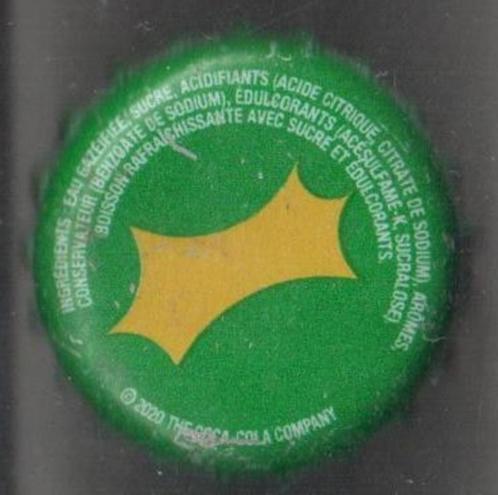 INGRÉDIENTS : EAU GAZÉIFIÉE, SUCRE, ACIDIFIANTS (ACIDE CITRIQUE, CITRATE DE SODIUM), ARÔMES,
CONSERVATEUR (BENZOATE DE SODIUM), ÉDULCORANTS (ACÉSULFAME-K, SUCRALOSE).
BOISSON RAFRAÎCHISSANTE AVEC SUCRE ET ÉDULCORANTS.
© 2020 THE COCA-COLA COMPANY